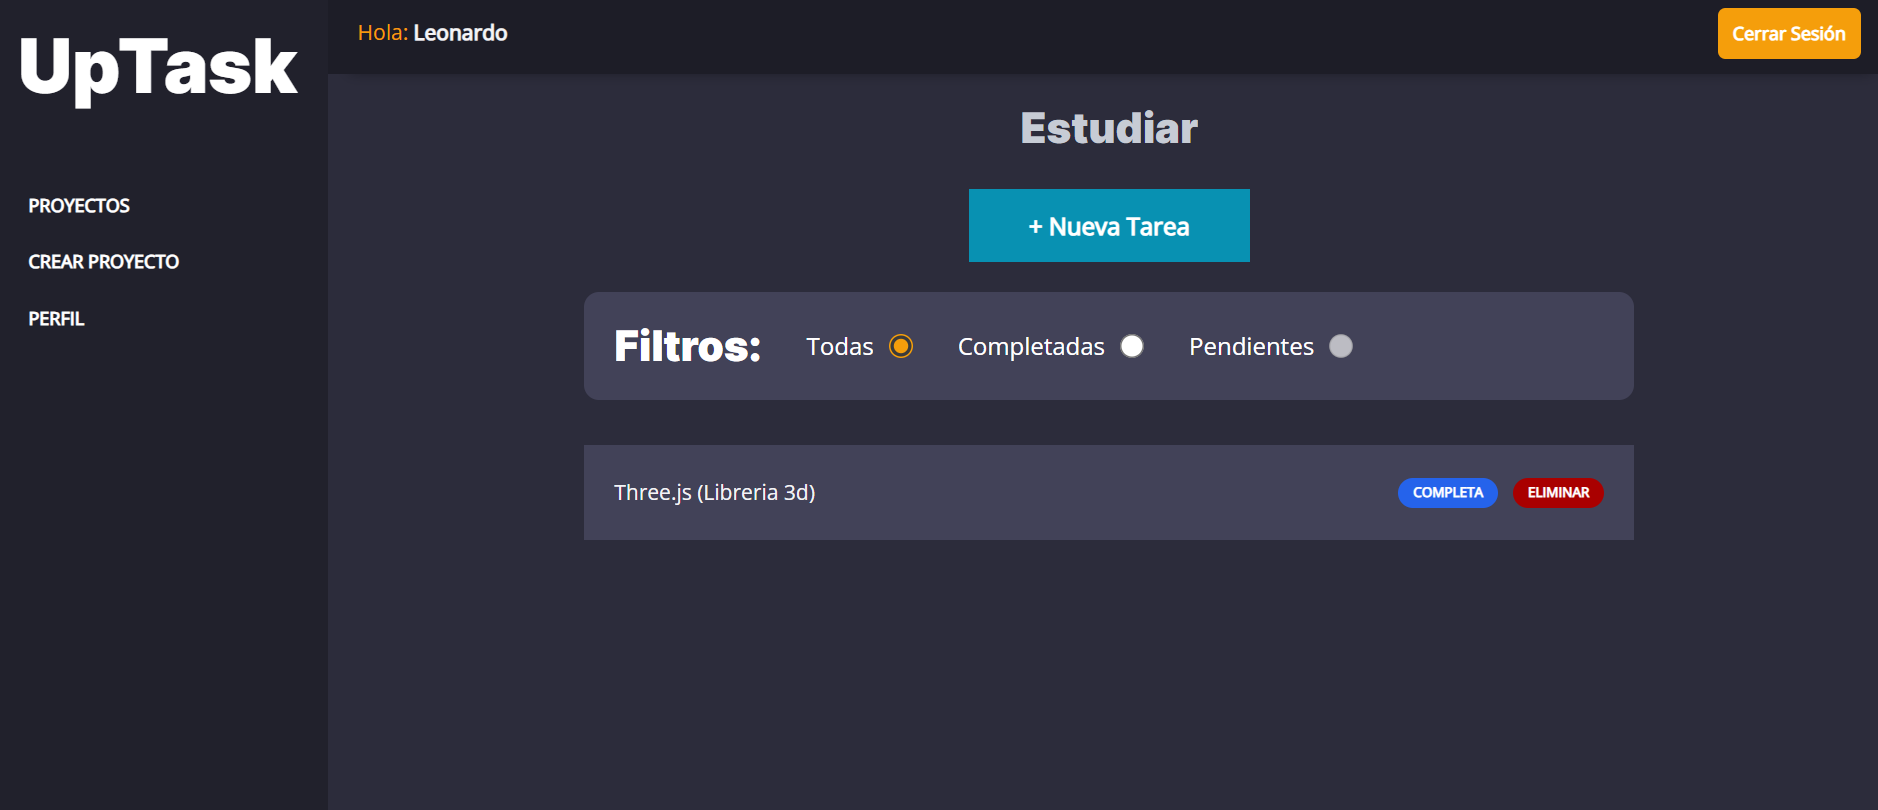 UpTask
PROYECTOS
CREAR PROYECTO
PERFIL
Hola: Leonardo
Cerrar Sesión
Estudiar
+ Nueva Tarea
Filtros: Todas Completadas Pendientes
Three.js (Libreria 3d) COMPLETA ELIMINAR